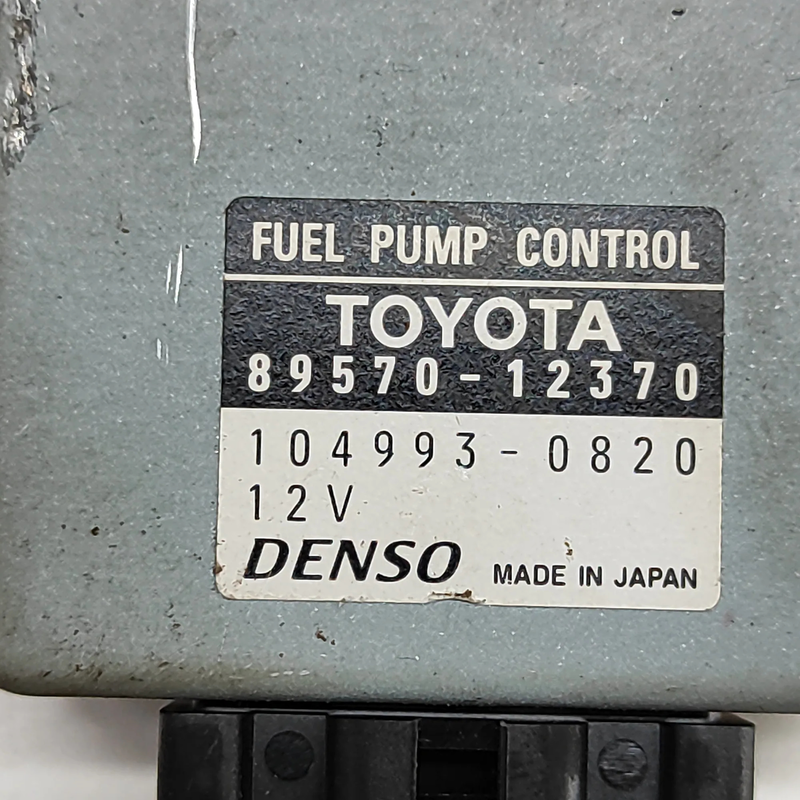 FUEL PUMP CONTROL
TOYOTA
89570-12370
104993-0820
12V
DENSO MADE IN JAPAN